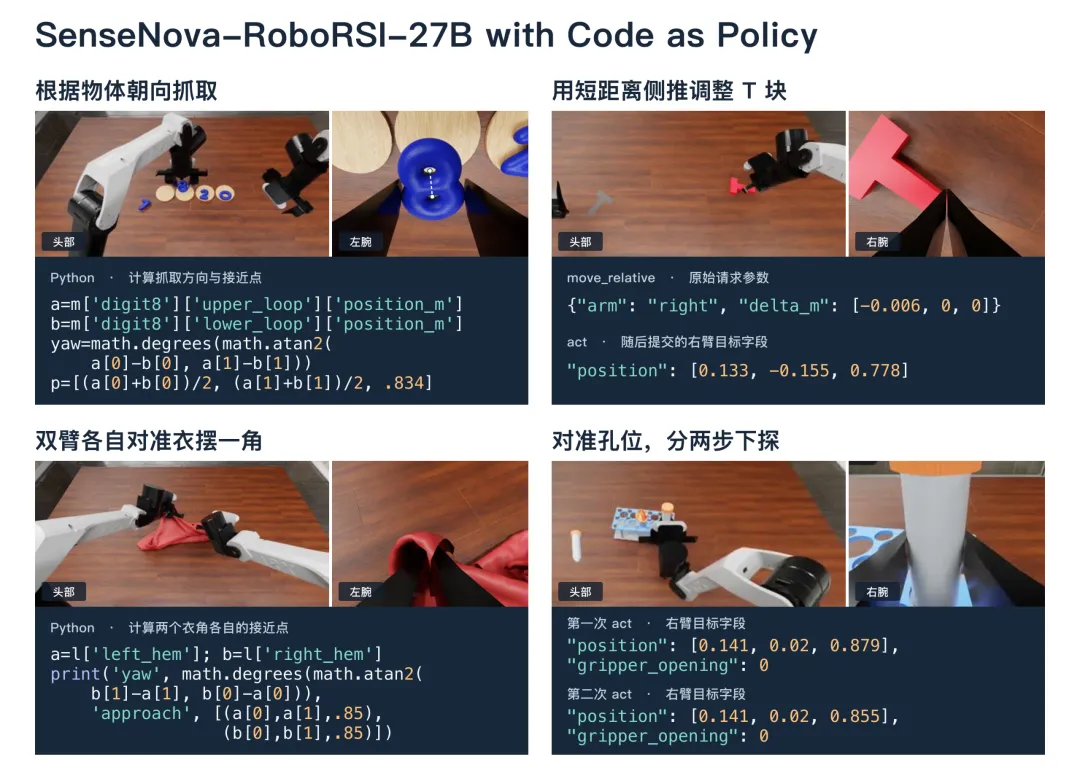 SenseNova-RoboRSI-27B with Code as Policy
根据物体朝向抓取
头部
左腕
Python · 计算抓取方向与接近点
a=m['digit8']['upper_loop']['position_m']
b=m['digit8']['lower_loop']['position_m']
yaw=math.degrees(math.atan2(
a[0]-b[0], a[1]-b[1]))
p=[(a[0]+b[0])/2, (a[1]+b[1])/2, .834]
用短距离侧推调整 T 块
头部
右腕
move_relative · 原始请求参数
{"arm": "right", "delta_m": [-0.006, 0, 0]}
act · 随后提交的右臂目标字段
"position": [0.133, -0.155, 0.778]
双臂各自对准衣摆一角
头部
左腕
Python · 计算两个衣角各自的接近点
a=l['left_hem']; b=l['right_hem']
print('yaw', math.degrees(math.atan2(
b[1]-a[1], b[0]-a[0])),
'approach', [(a[0],a[1],.85),
(b[0],b[1],.85)])
对准孔位，分两步下探
头部
右腕
第一次 act · 右臂目标字段
"position": [0.141, 0.02, 0.879],
"gripper_opening": 0
第二次 act · 右臂目标字段
"position": [0.141, 0.02, 0.855],
"gripper_opening": 0